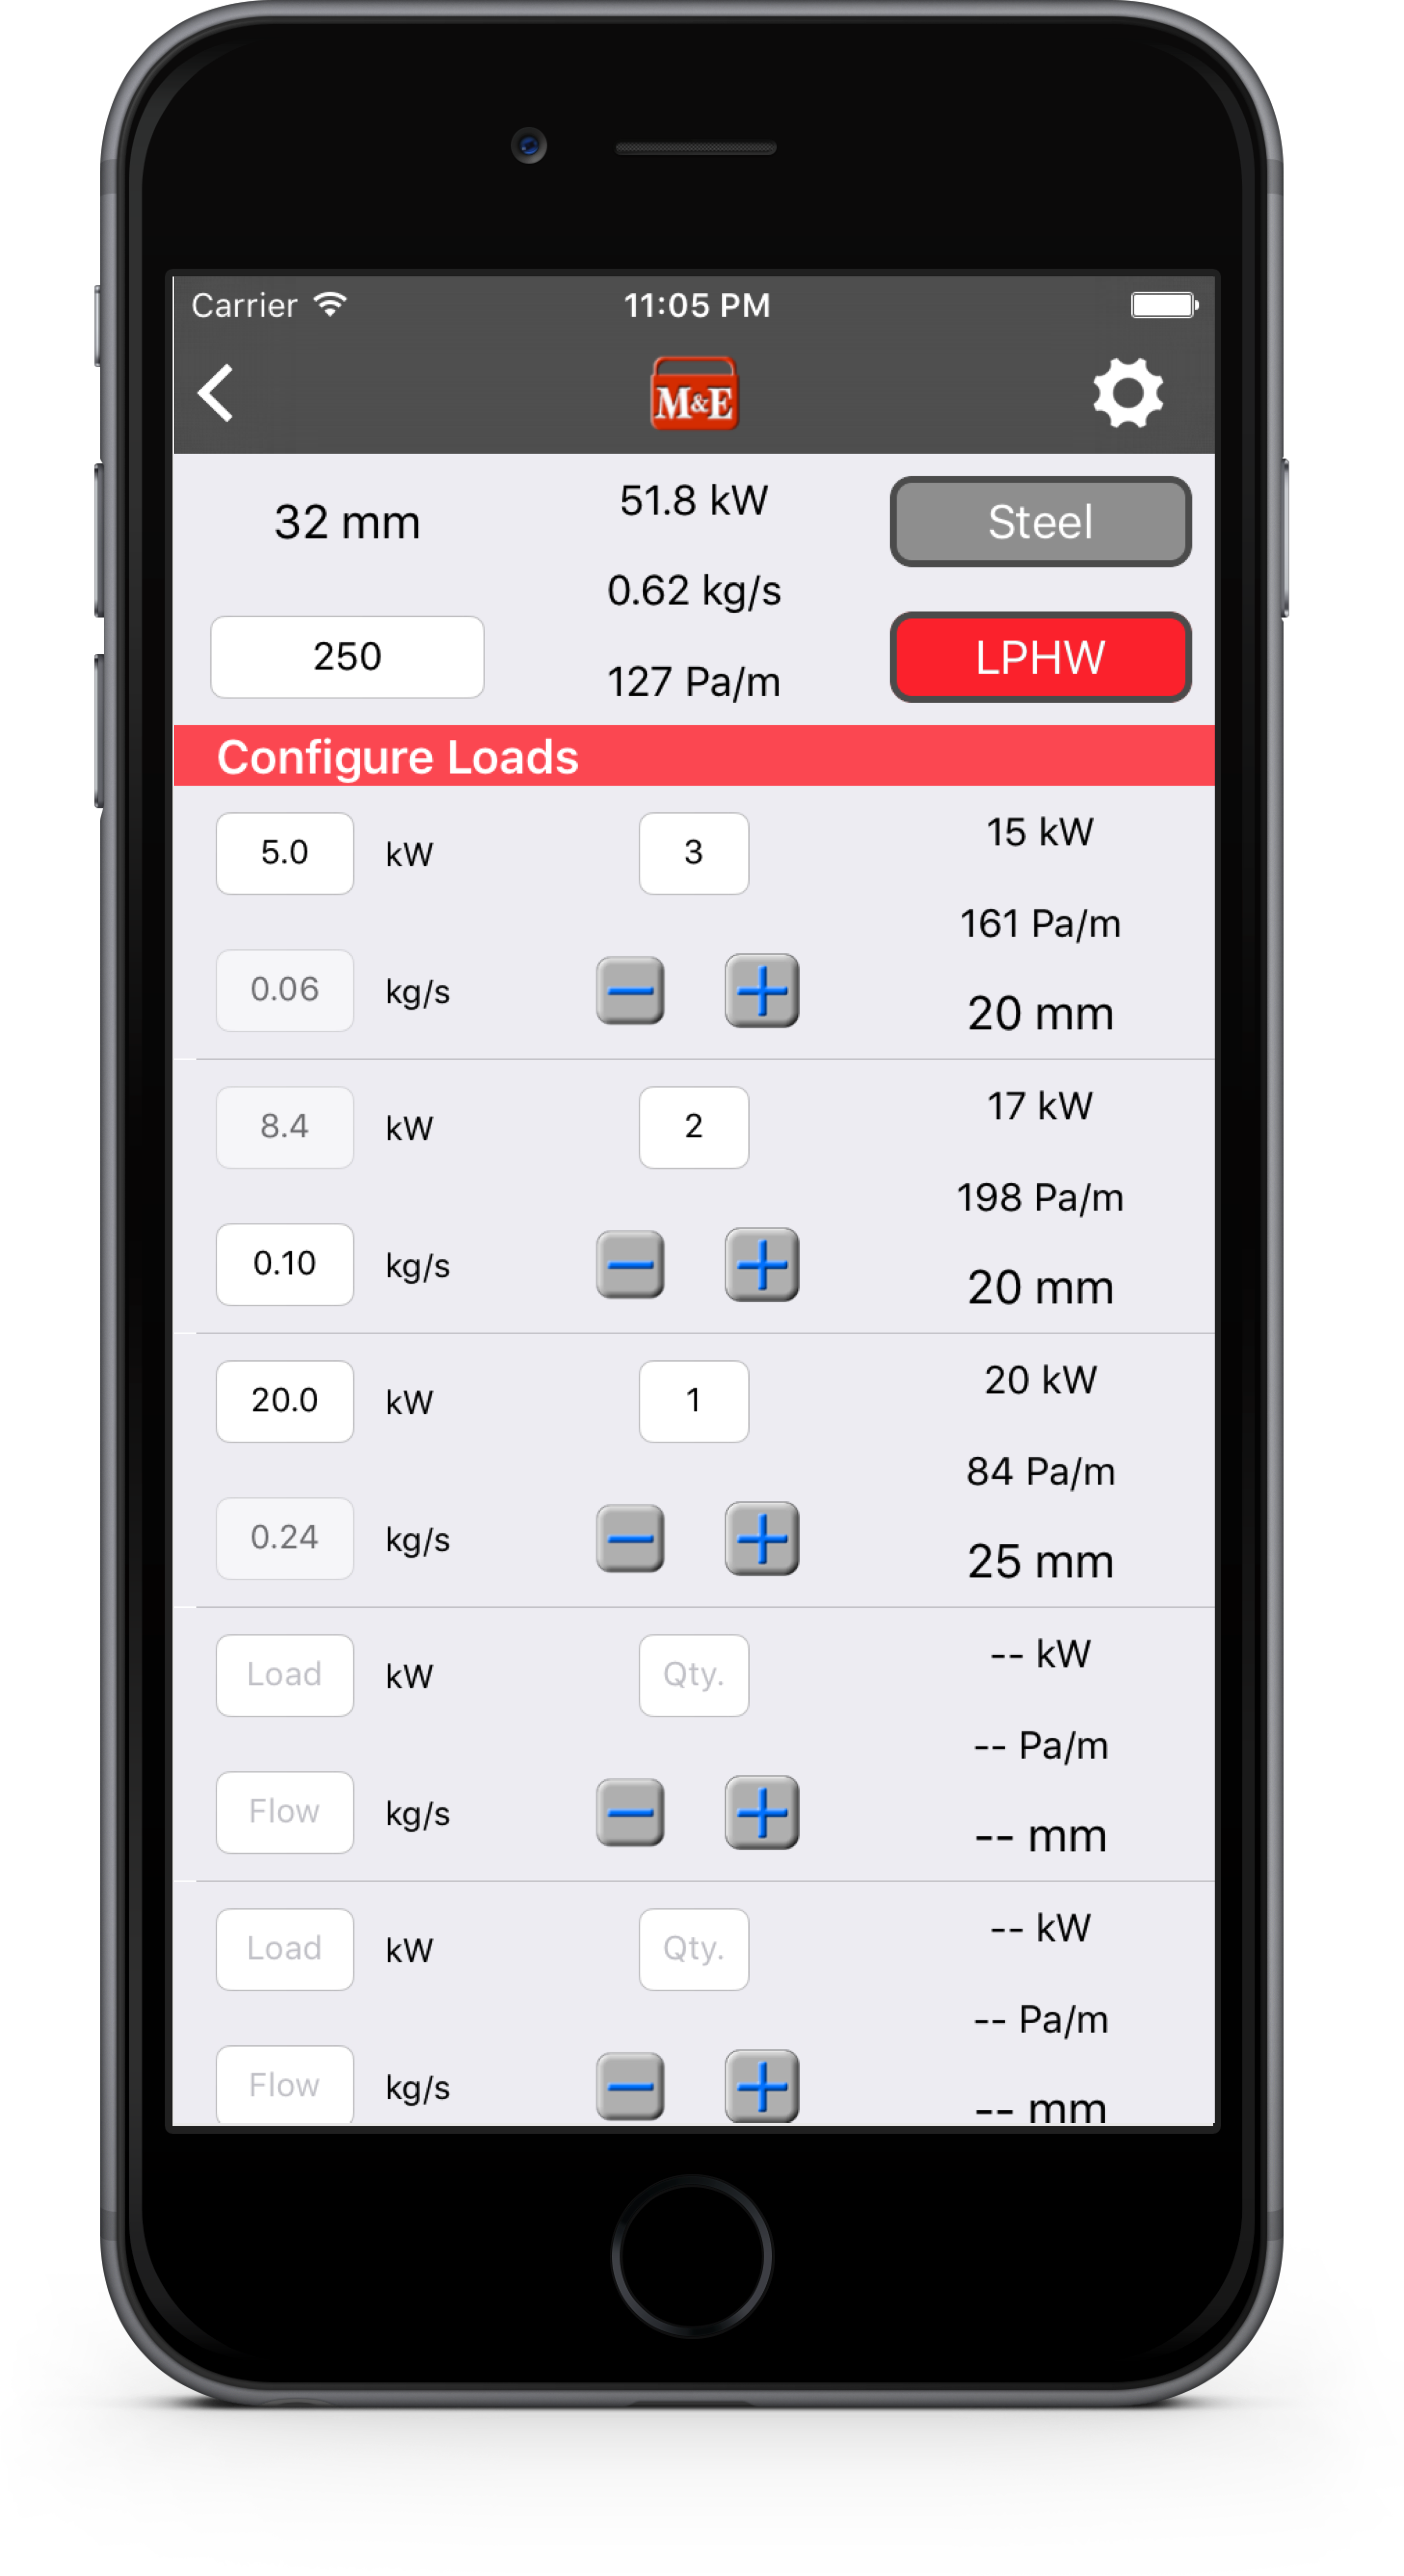 Carrier 11:05 PM
M&E
32 mm 51.8 kW Steel
0.62 kg/s
250 127 Pa/m LPHW
Configure Loads
5.0 kW 3 15 kW
161 Pa/m
0.06 kg/s 20 mm
8.4 kW 2 17 kW
198 Pa/m
0.10 kg/s 20 mm
20.0 kW 1 20 kW
84 Pa/m
0.24 kg/s 25 mm
Load kW Qty. -- kW
-- Pa/m
Flow kg/s -- mm
Load kW Qty. -- kW
-- Pa/m
Flow kg/s -- mm